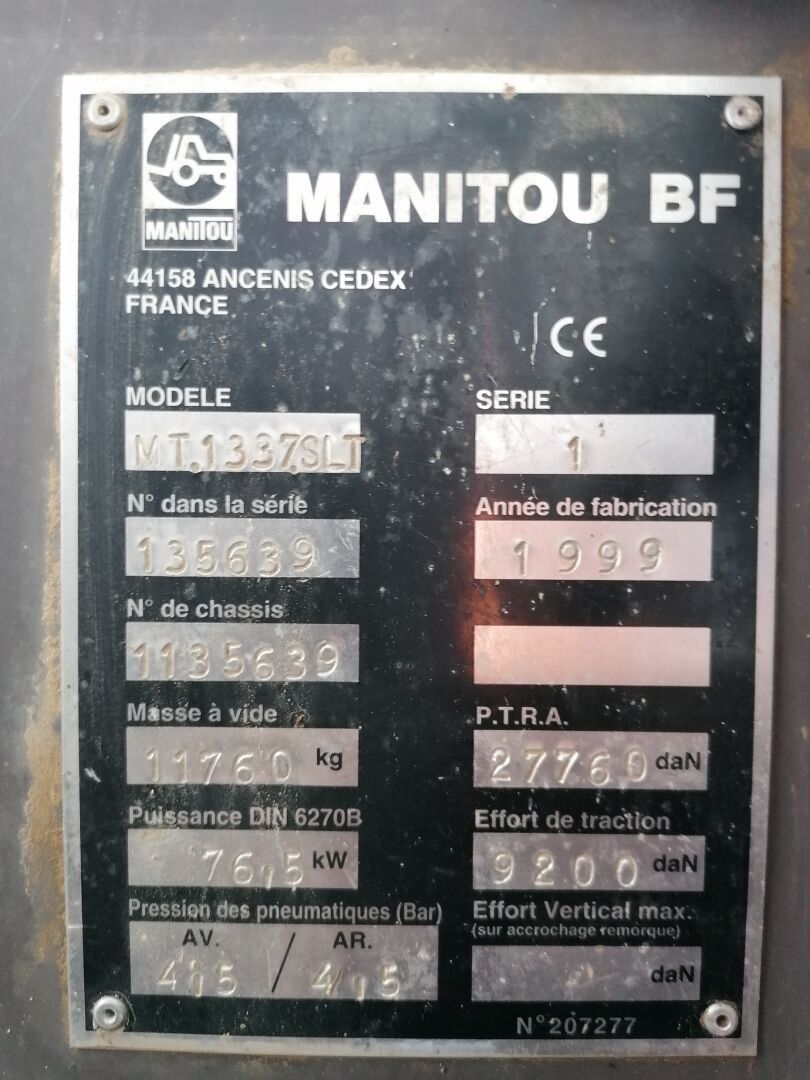 MANITOU
MANITOU BF
44158 ANCENIS CEDEX
FRANCE
CE
MODELE
MT.1337.SLT
SERIE
1
N° dans la série
135639
Année de fabrication
1999
N° de chassis
1135639
Masse à vide
11760 kg
P.T.R.A.
27760 daN
Puissance DIN 6270B
76,5 kW
Effort de traction
9200 daN
Pression des pneumatiques (Bar)
AV. / AR.
4,5 4,5
Effort Vertical max.
(sur accrochage remorque)
daN
N° 207277